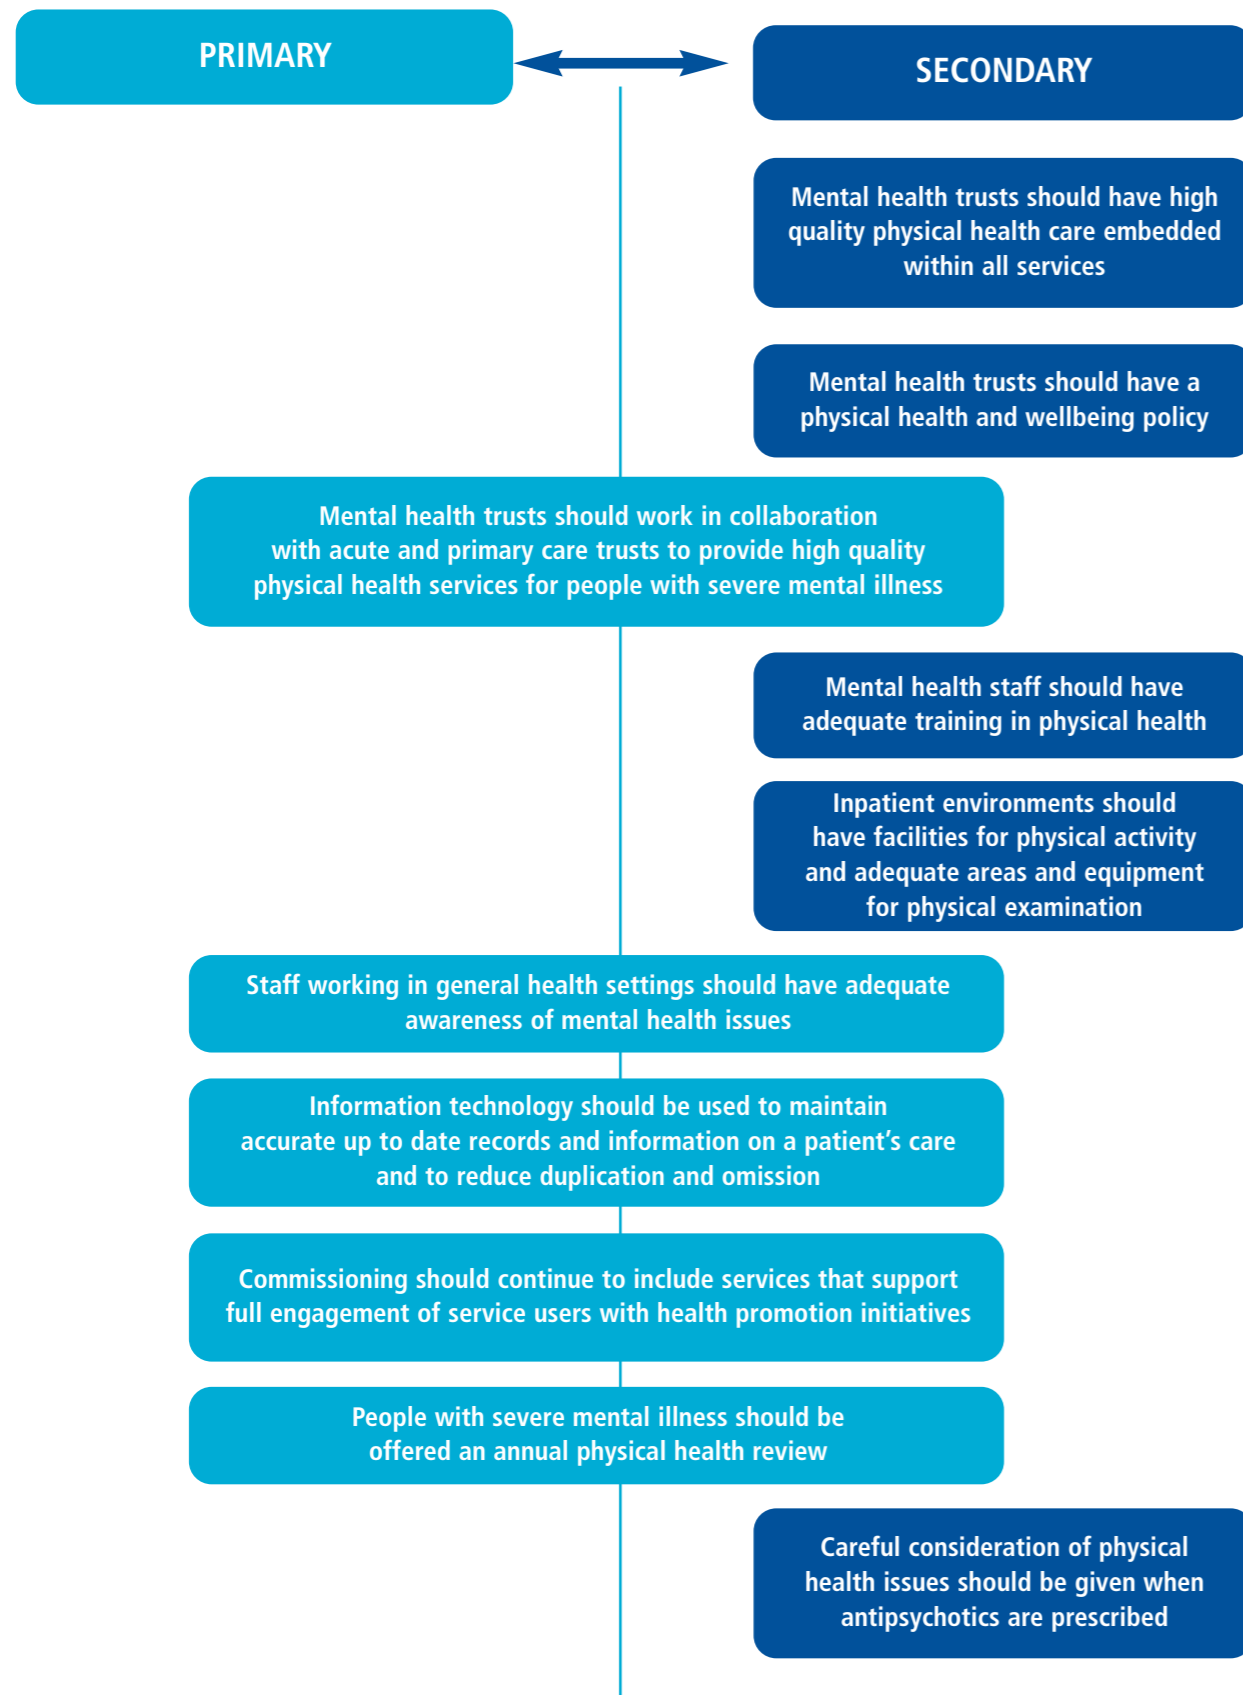 PRIMARY
SECONDARY
Mental health trusts should have high
quality physical health care embedded
within all services
Mental health trusts should have a
physical health and wellbeing policy
Mental health trusts should work in collaboration
with acute and primary care trusts to provide high quality
physical health services for people with severe mental illness
Mental health staff should have
adequate training in physical health
Inpatient environments should
have facilities for physical activity
and adequate areas and equipment
for physical examination
Staff working in general health settings should have adequate
awareness of mental health issues
Information technology should be used to maintain
accurate up to date records and information on a patient’s care
and to reduce duplication and omission
Commissioning should continue to include services that support
full engagement of service users with health promotion initiatives
People with severe mental illness should be
offered an annual physical health review
Careful consideration of physical
health issues should be given when
antipsychotics are prescribed